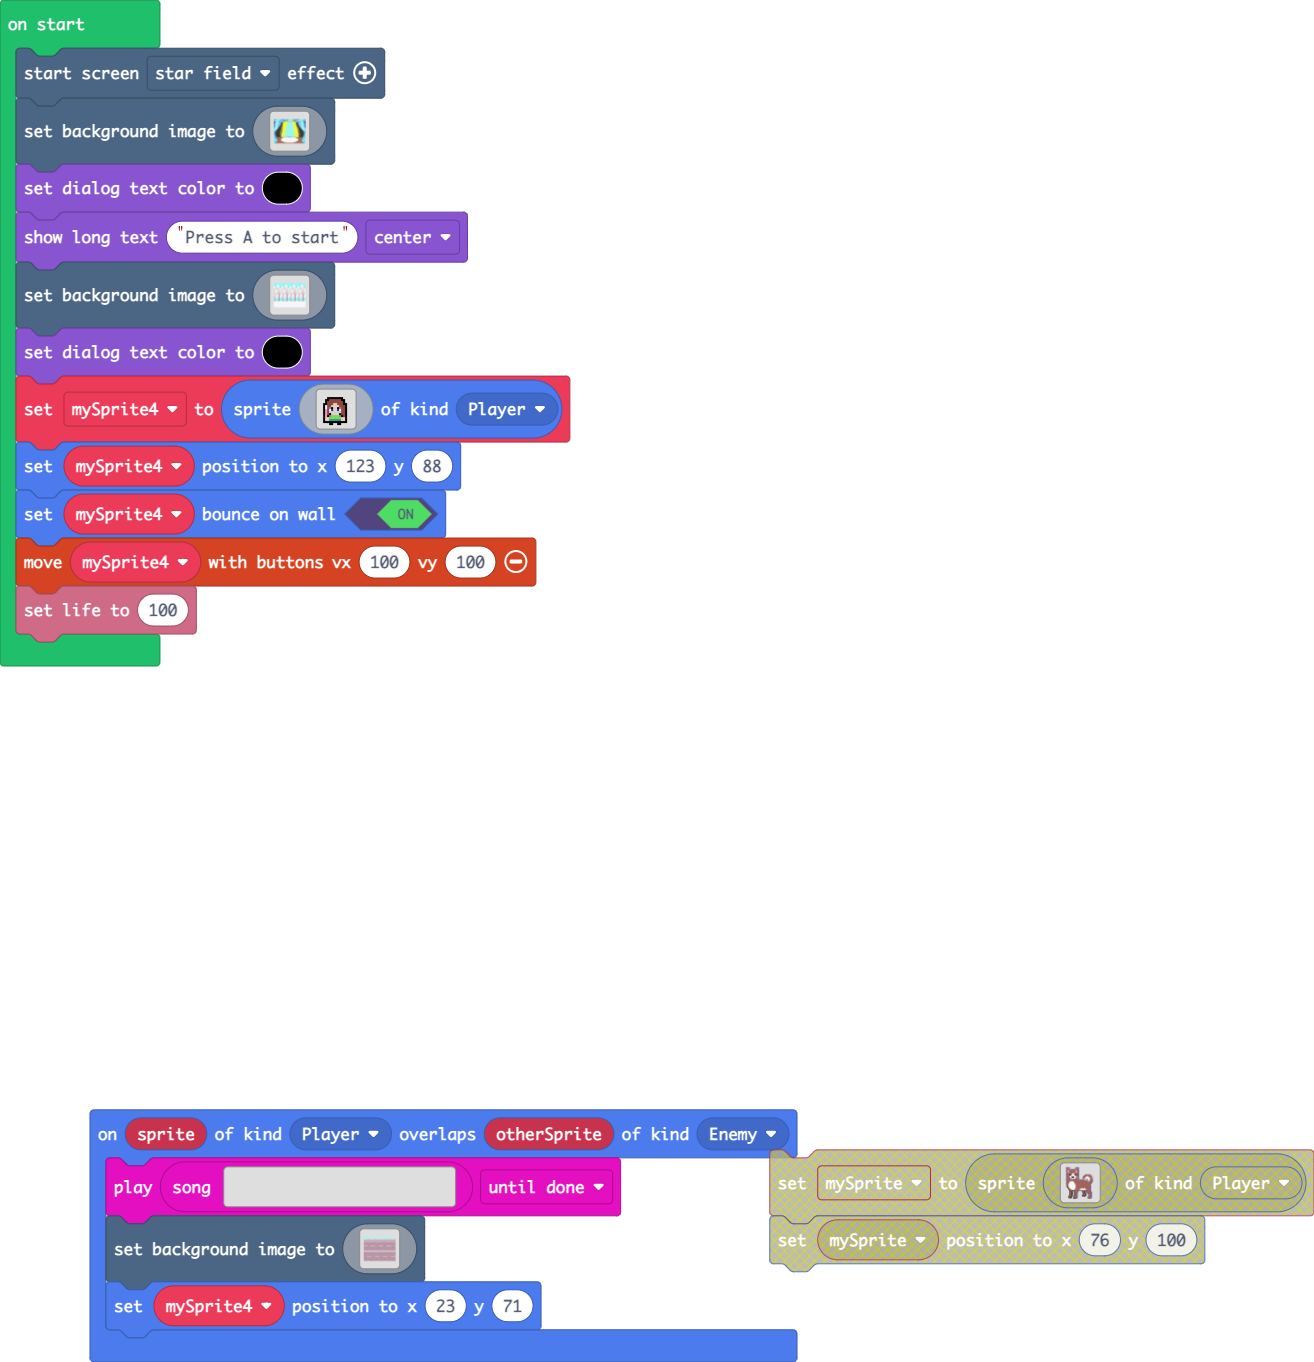 on start
start screen star field effect
set background image to
set dialog text color to
show long text "Press A to start" center
set background image to
set dialog text color to
set mySprite4 to sprite of kind Player
set mySprite4 position to x 123 y 88
set mySprite4 bounce on wall ON
move mySprite4 with buttons vx 100 vy 100
set life to 100
on sprite of kind Player overlaps otherSprite of kind Enemy
play song until done
set background image to
set mySprite4 position to x 23 y 71
set mySprite to sprite of kind Player
set mySprite position to x 76 y 100